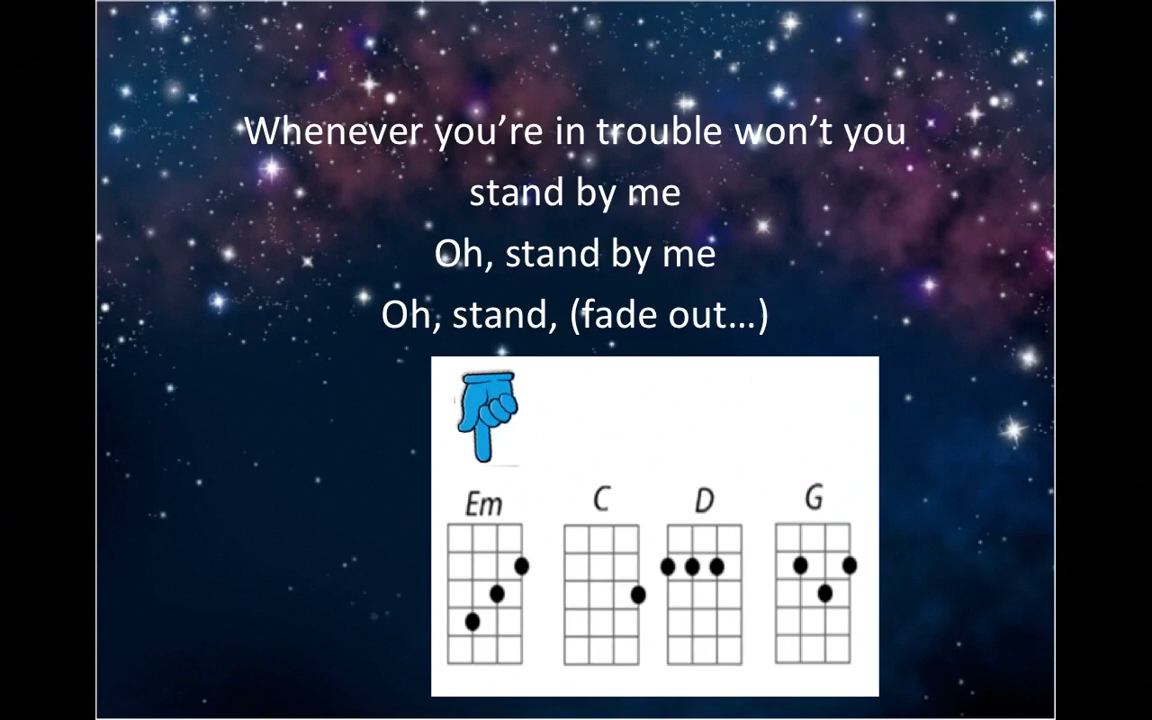 Whenever you’re in trouble won’t you
stand by me
Oh, stand by me
Oh, stand, (fade out…)
Em C D G